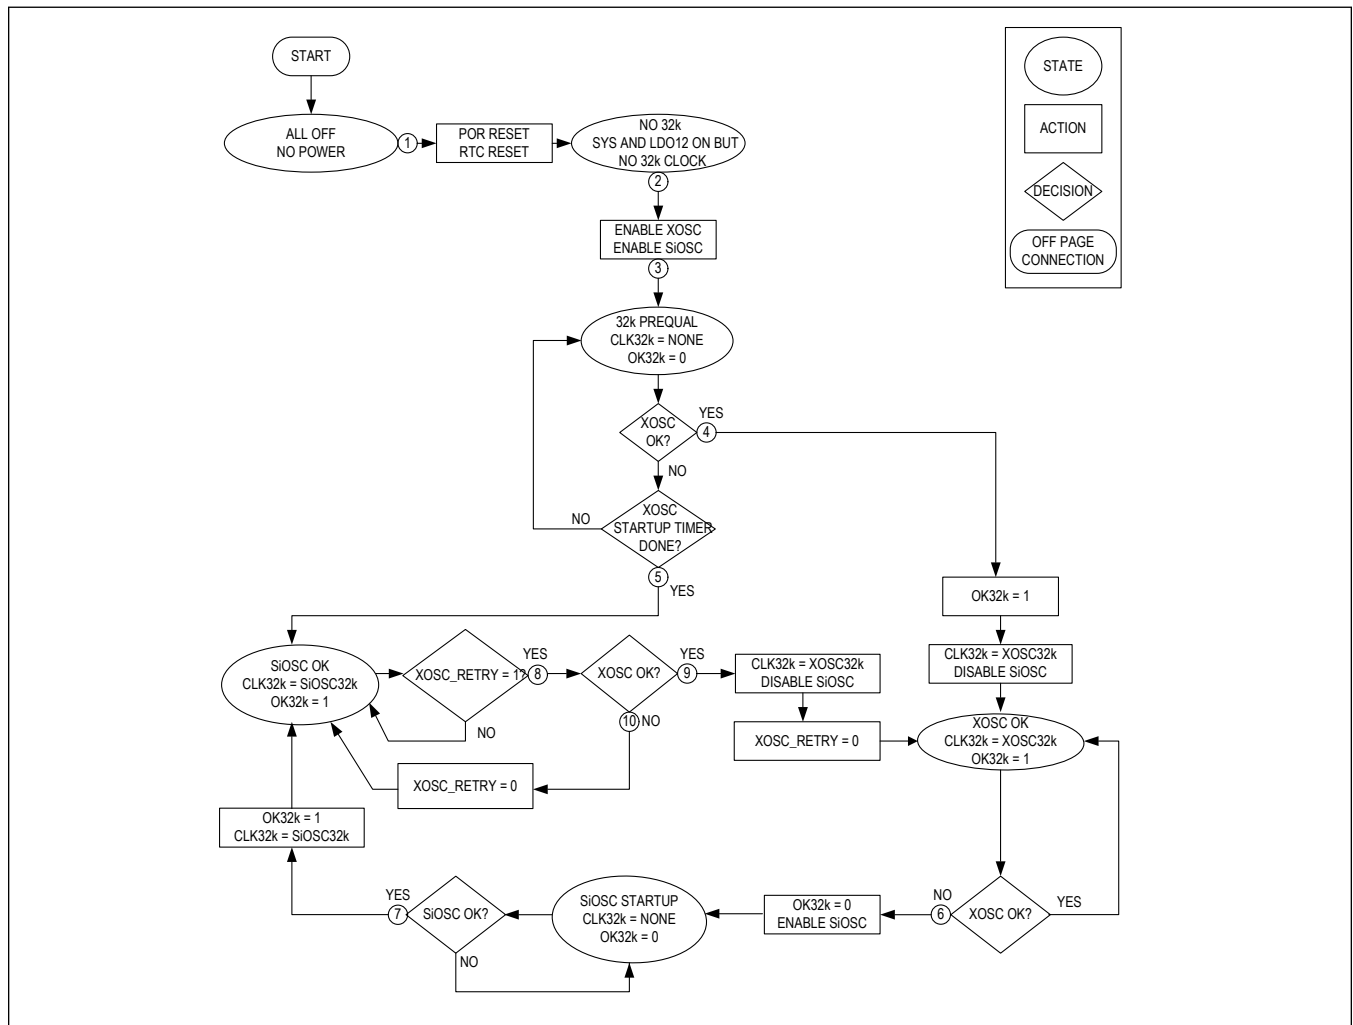 START
STATE
ACTION
DECISION
OFF PAGE
CONNECTION
ALL OFF
NO POWER
1
POR RESET
RTC RESET
NO 32k
SYS AND LDO12 ON BUT
NO 32k CLOCK
2
ENABLE XOSC
ENABLE SiOSC
3
32k PREQUAL
CLK32k = NONE
OK32k = 0
XOSC
OK?
YES
4
NO
XOSC
STARTUP TIMER
DONE?
NO
5
YES
OK32k = 1
CLK32k = XOSC32k
DISABLE SiOSC
SiOSC OK
CLK32k = SiOSC32k
OK32k = 1
XOSC_RETRY = 1?
YES
8
NO
XOSC OK?
YES
9
10
NO
CLK32k = XOSC32k
DISABLE SiOSC
XOSC_RETRY = 0
XOSC_RETRY = 0
XOSC OK
CLK32k = XOSC32k
OK32k = 1
OK32k = 1
CLK32k = SiOSC32k
YES
7
SiOSC OK?
NO
SiOSC STARTUP
CLK32k = NONE
OK32k = 0
OK32k = 0
ENABLE SiOSC
NO
6
XOSC OK?
YES